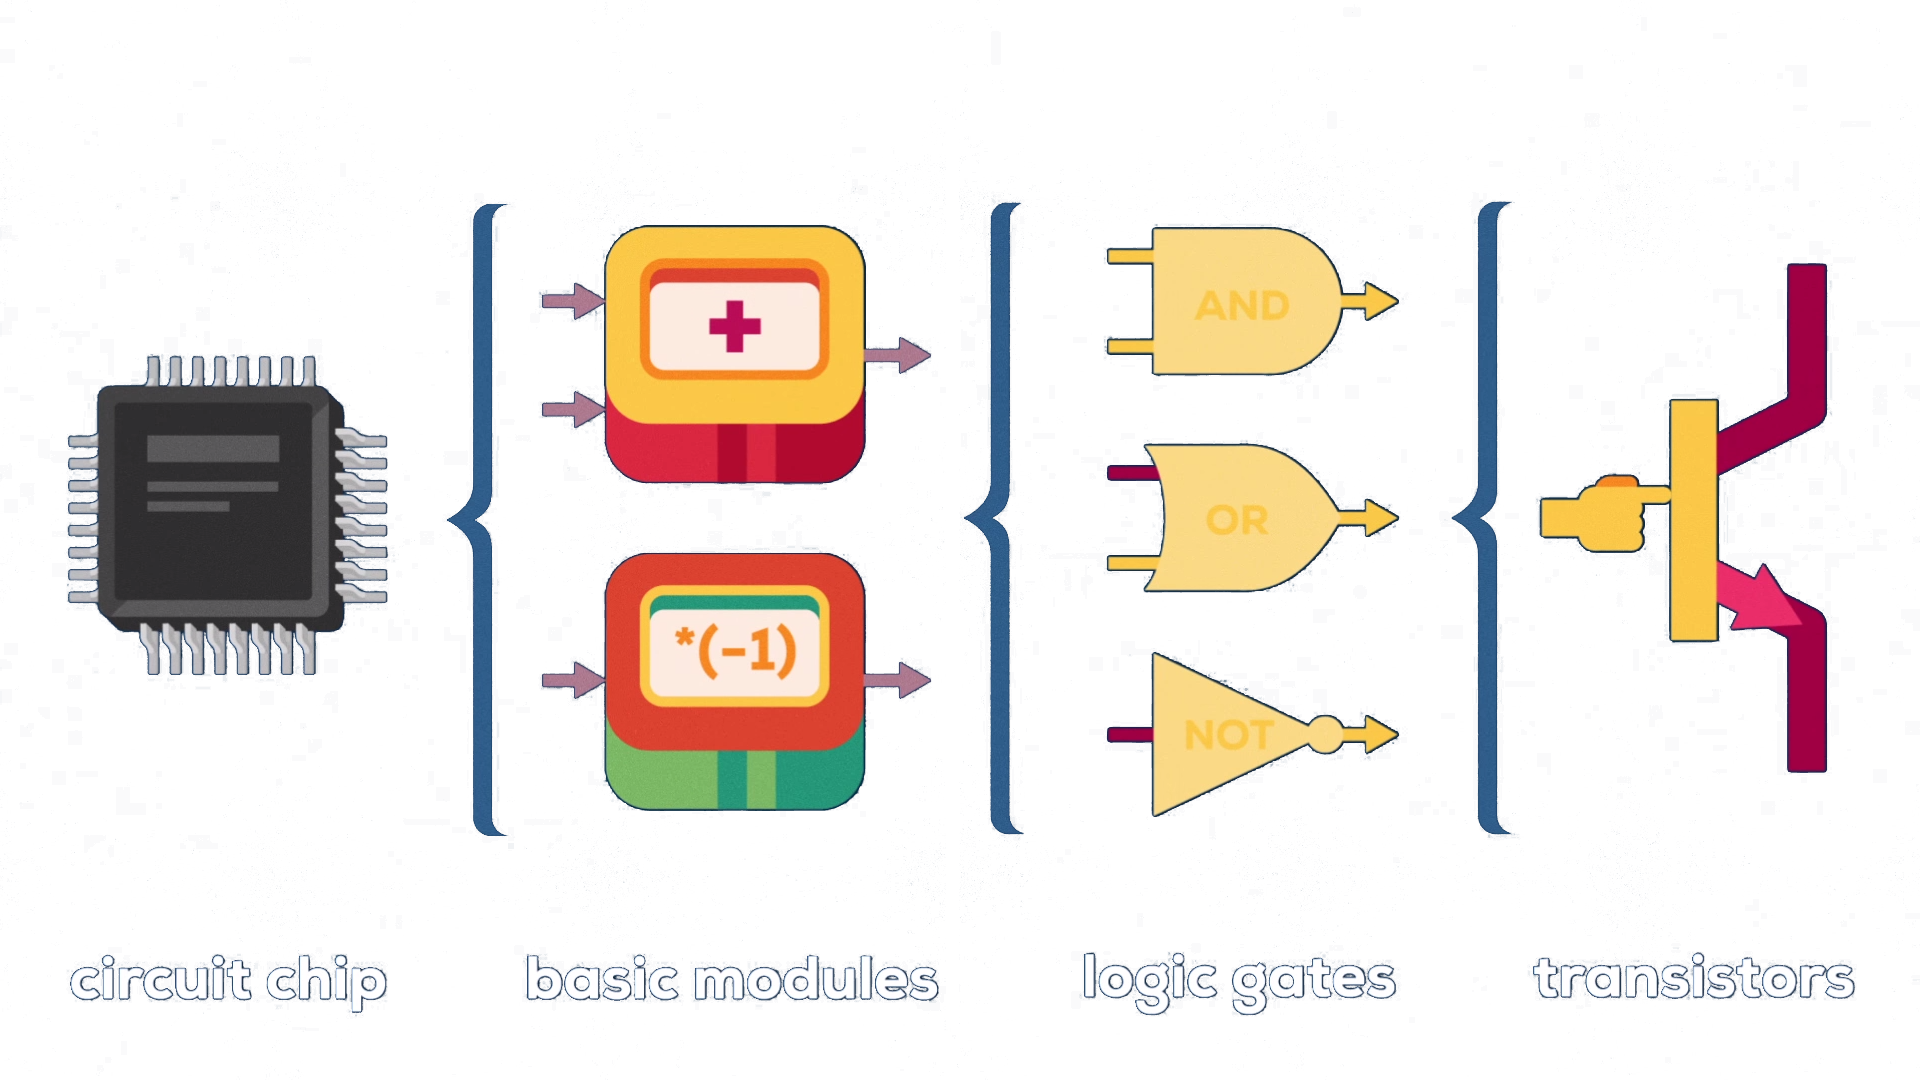 +
*(-1)
AND
OR
NOT
circuit chip
basic modules
logic gates
transistors